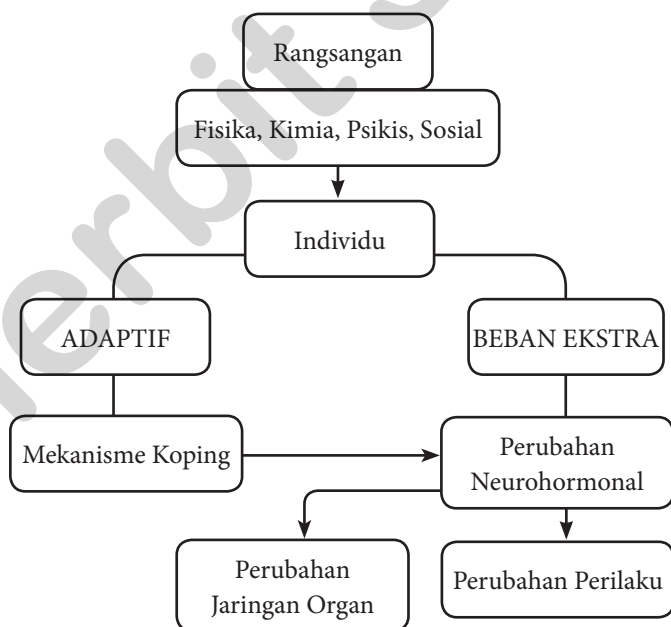 Rangsangan
Fisika, Kimia, Psikis, Sosial
Individu
ADAPTIF
BEBAN EKSTRA
Mekanisme Koping
Perubahan
Neurohormonal
Perubahan
Jaringan Organ
Perubahan Perilaku